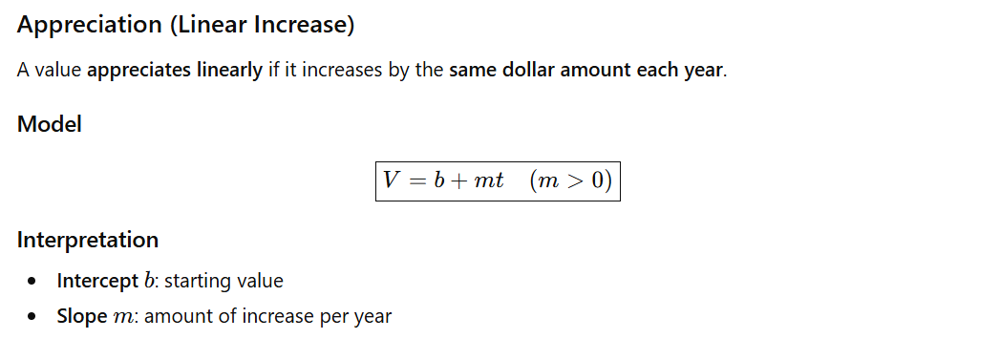 Appreciation (Linear Increase)
A value appreciates linearly if it increases by the same dollar amount each year.
Model
V = b + mt (m > 0)
Interpretation
• Intercept b: starting value
• Slope m: amount of increase per year